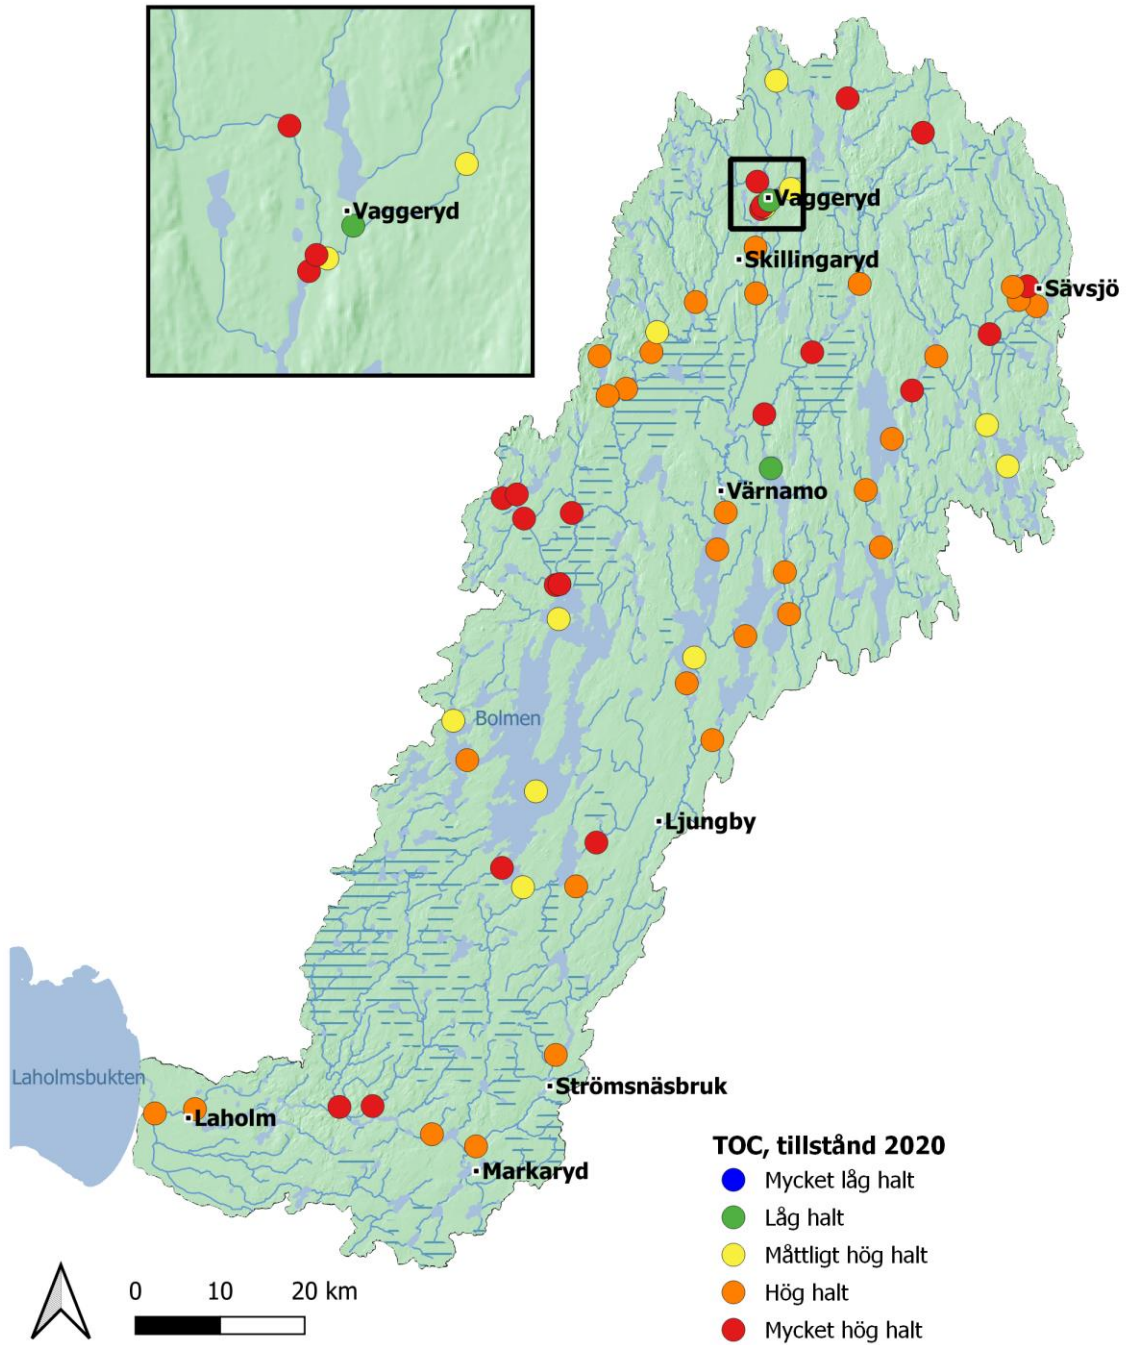 Vaggeryd
Vaggeryd
Skillingaryd
Sävsjö
Värnamo
Bolmen
Ljungby
Laholmsbukten
Strömsnäsbruk
Laholm
Markaryd
TOC, tillstånd 2020
Mycket låg halt
Låg halt
Måttligt hög halt
Hög halt
Mycket hög halt
0 10 20 km